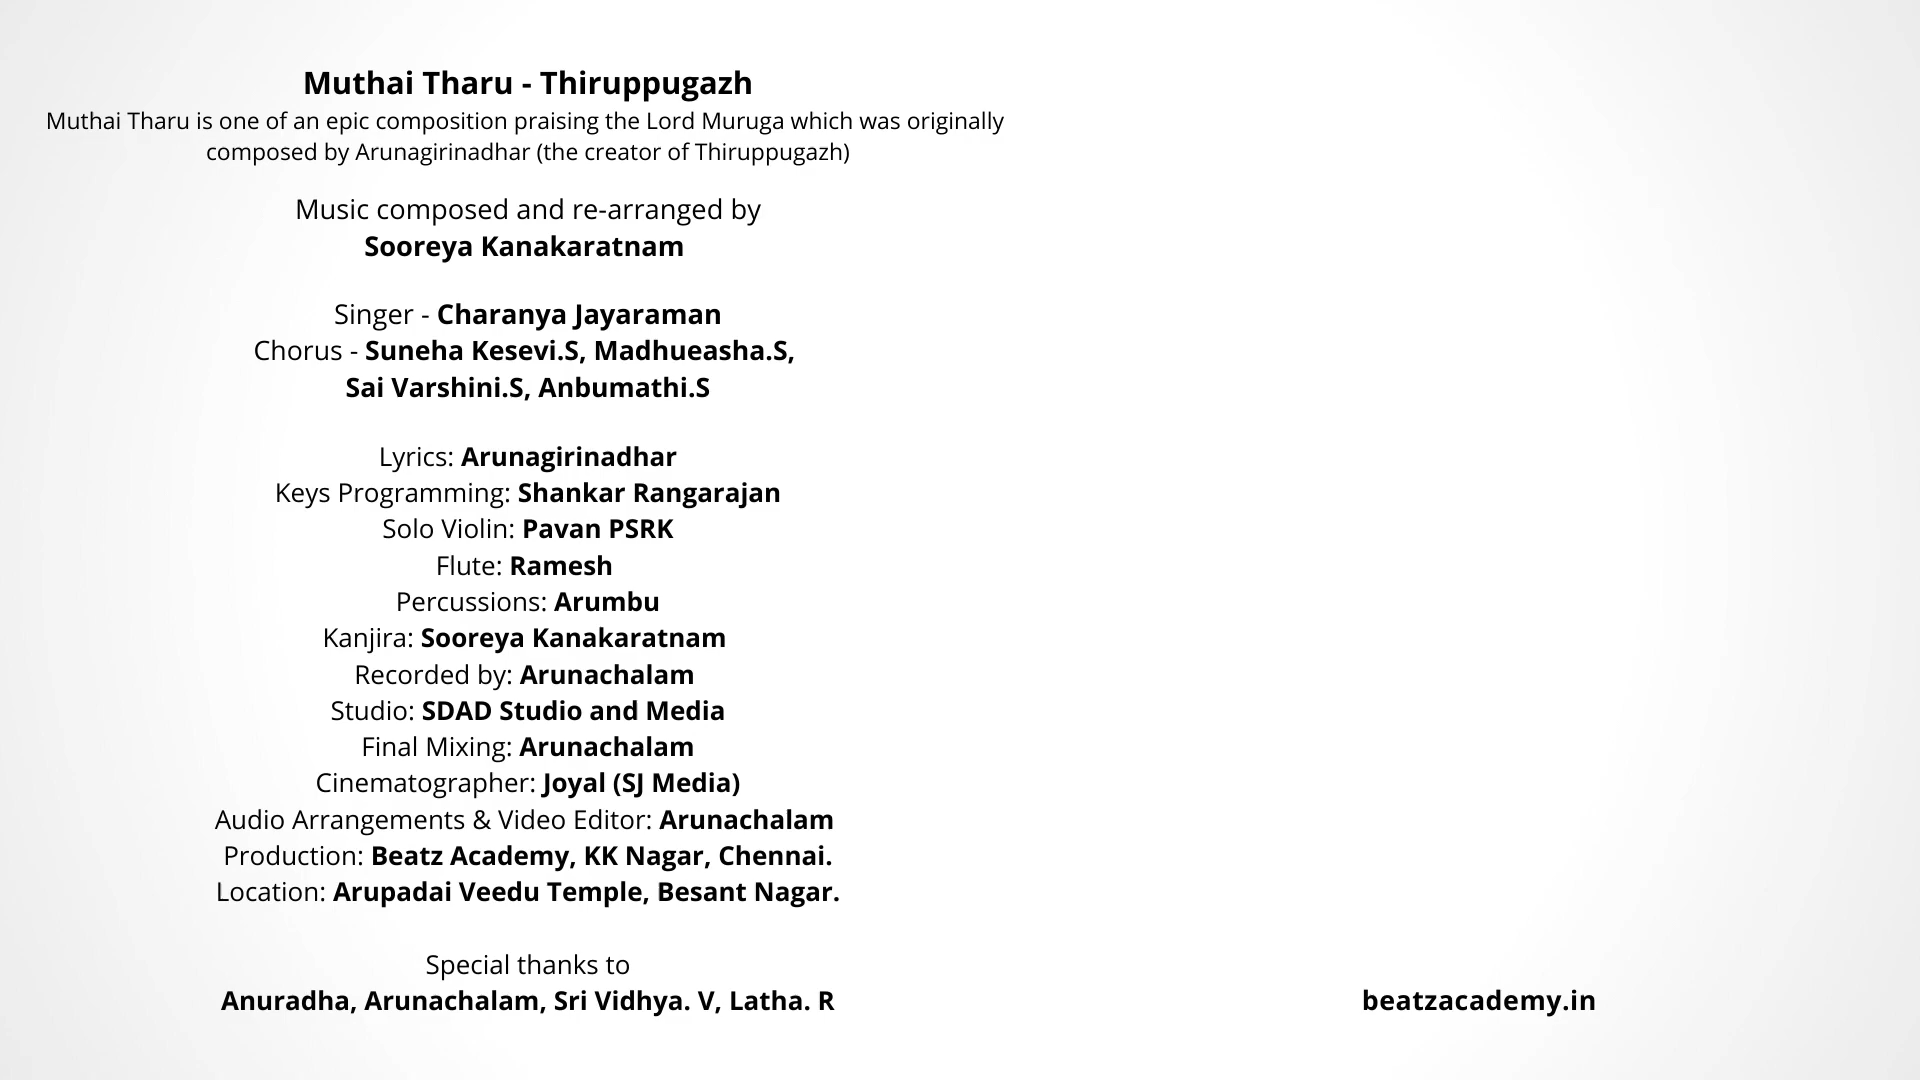 Muthai Tharu - Thiruppugazh
Muthai Tharu is one of an epic composition praising the Lord Muruga which was originally
composed by Arunagirinadhar (the creator of Thiruppugazh)
Music composed and re-arranged by
Sooreya Kanakaratnam
Singer - Charanya Jayaraman
Chorus - Suneha Kesevi.S, Madhueasha.S,
Sai Varshini.S, Anbumathi.S
Lyrics: Arunagirinadhar
Keys Programming: Shankar Rangarajan
Solo Violin: Pavan PSRK
Flute: Ramesh
Percussions: Arumbu
Kanjira: Sooreya Kanakaratnam
Recorded by: Arunachalam
Studio: SDAD Studio and Media
Final Mixing: Arunachalam
Cinematographer: Joyal (SJ Media)
Audio Arrangements & Video Editor: Arunachalam
Production: Beatz Academy, KK Nagar, Chennai.
Location: Arupadai Veedu Temple, Besant Nagar.
Special thanks to
Anuradha, Arunachalam, Sri Vidhya. V, Latha. R
beatzacademy.in